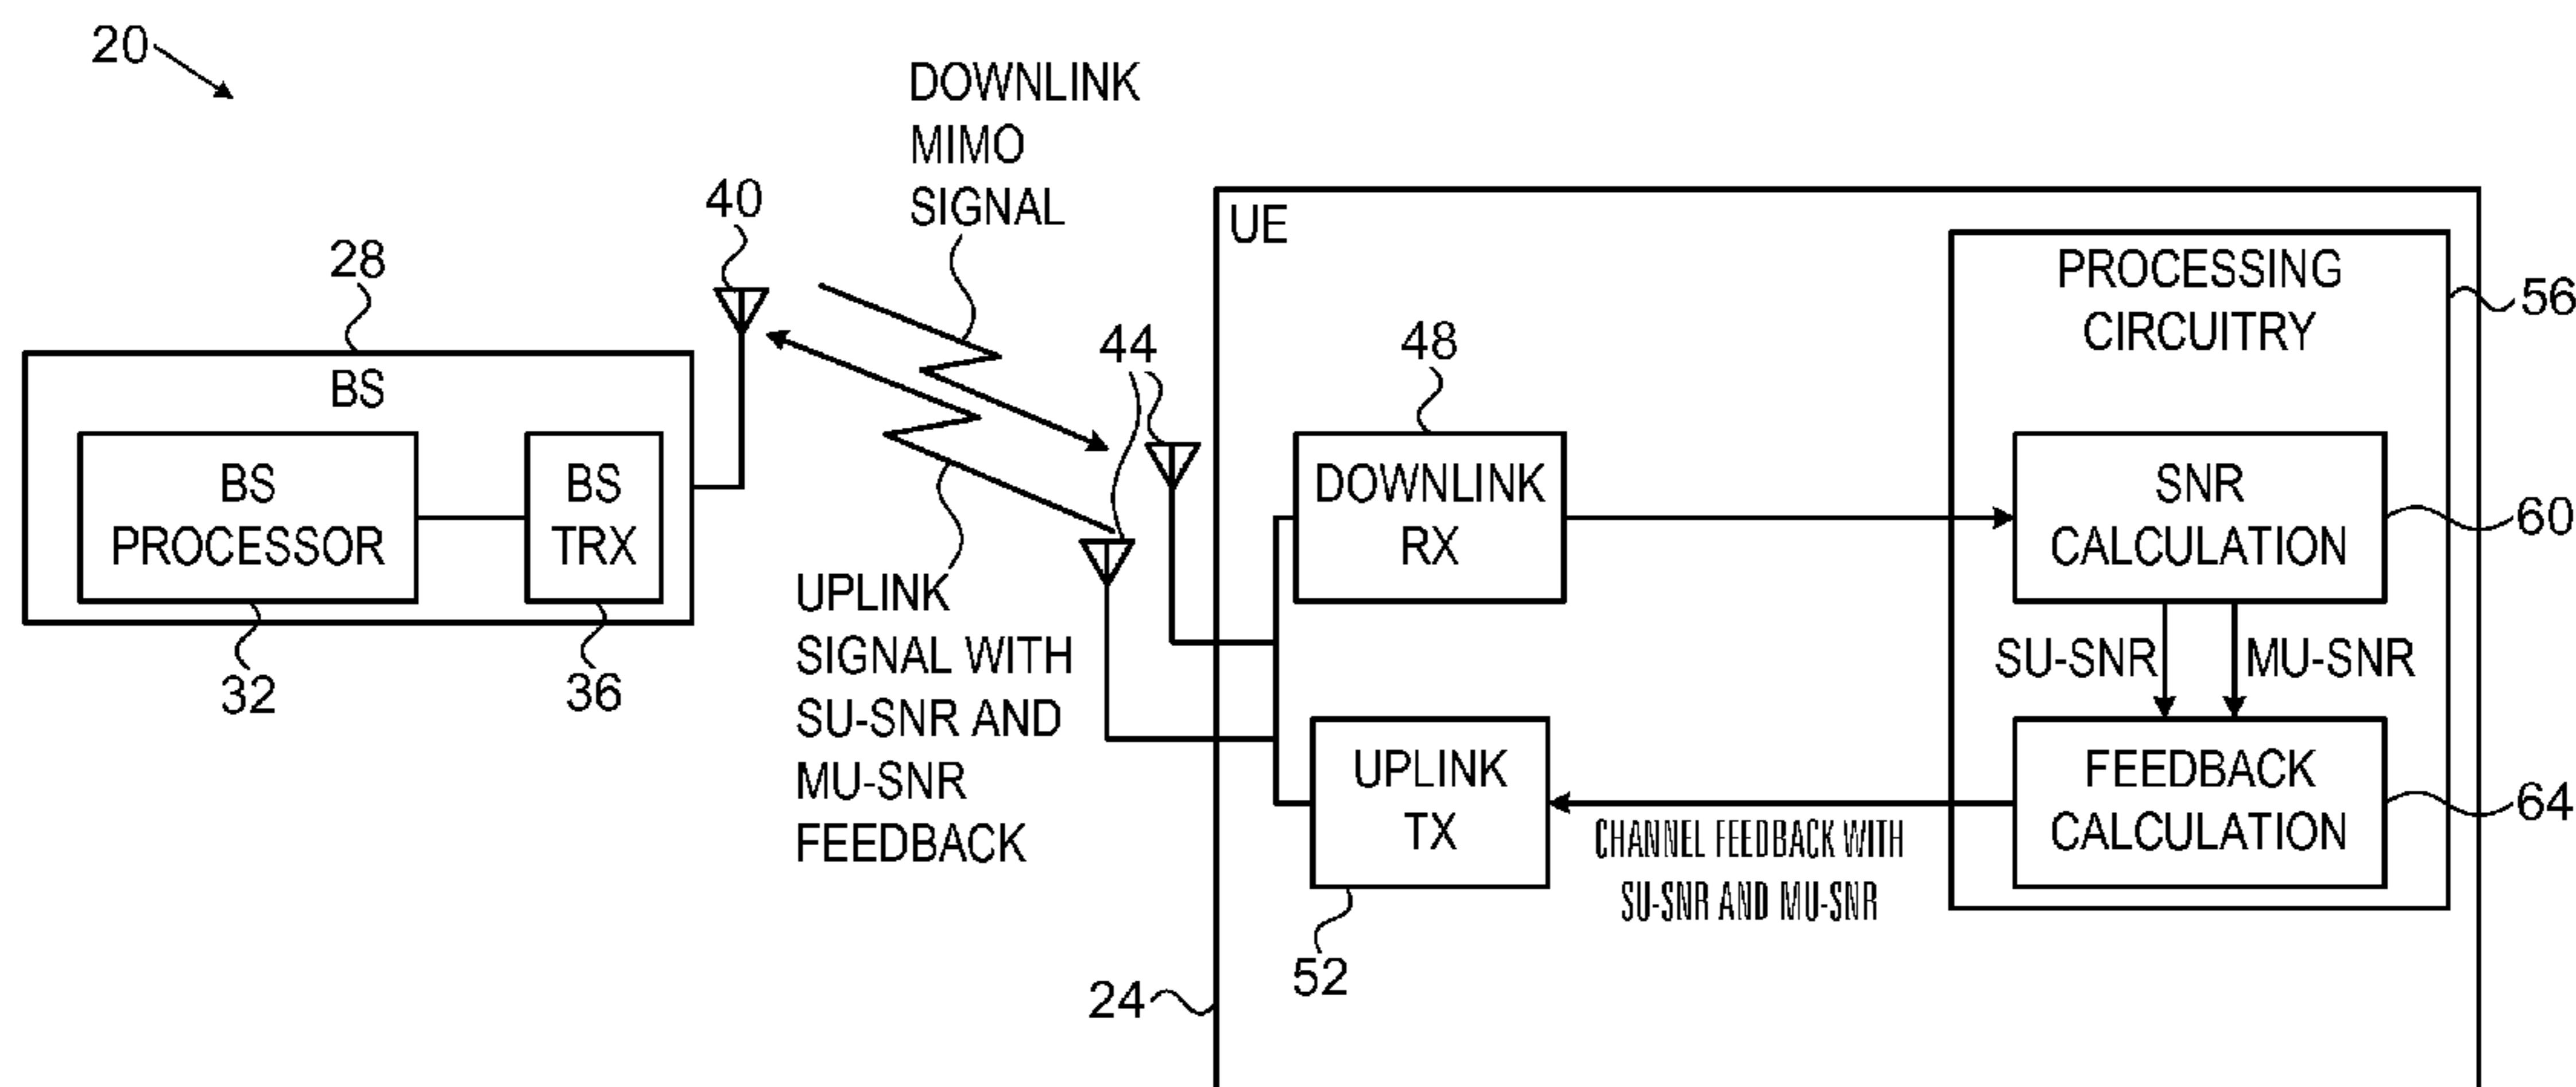 20
DOWNLINK
MIMO
SIGNAL
40
28
BS
BS
PROCESSOR
BS
TRX
32
36
44
UPLINK
SIGNAL WITH
SU-SNR AND
MU-SNR
FEEDBACK
UE
48
DOWNLINK
RX
PROCESSING
CIRCUITRY
56
SNR
CALCULATION
60
SU-SNR
MU-SNR
FEEDBACK
CALCULATION
64
UPLINK
TX
CHANNEL FEEDBACK WITH
SU-SNR AND MU-SNR
52
24